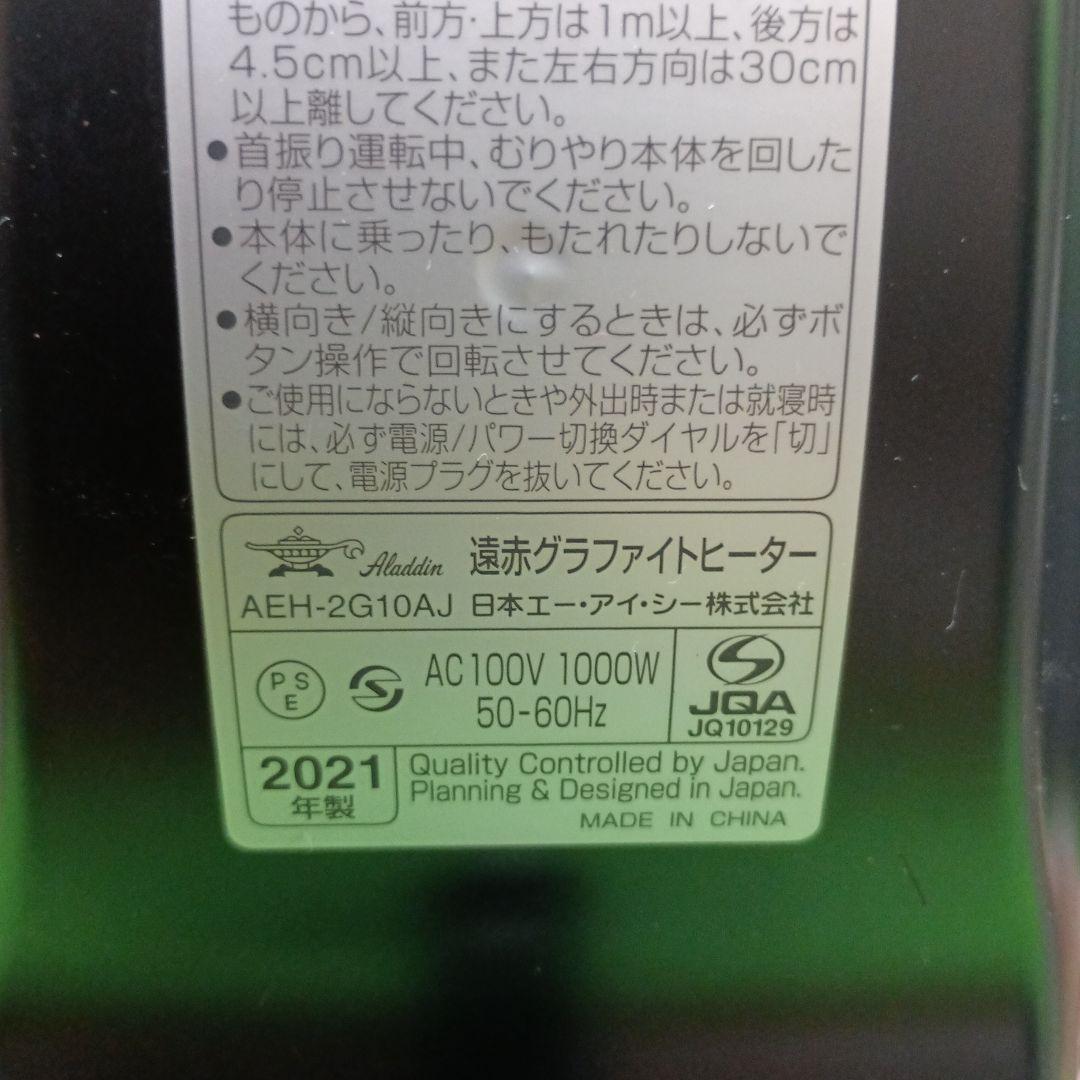 ものから、前方・上方は1m以上、後方は
4.5cm以上、また左右方向は30cm
以上離してください。
●首振り運転中、むりやり本体を回した
り停止させないでください。
●本体に乗ったり、もたれたりしないで
ください。
●横向き/縦向きにするときは、必ずボ
タン操作で回転させてください。
●ご使用にならないときや外出時または就寝時
には、必ず電源/パワー切換ダイヤルを「切」
にして、電源プラグを抜いてください。
Aladdin 遠赤グラファイトヒーター
AEH-2G10AJ 日本エー・アイ・シー株式会社
PS
E
AC100V 1000W
50-60Hz
JQA
JQ10129
2021
年製
Quality Controlled by Japan.
Planning & Designed in Japan.
MADE IN CHINA